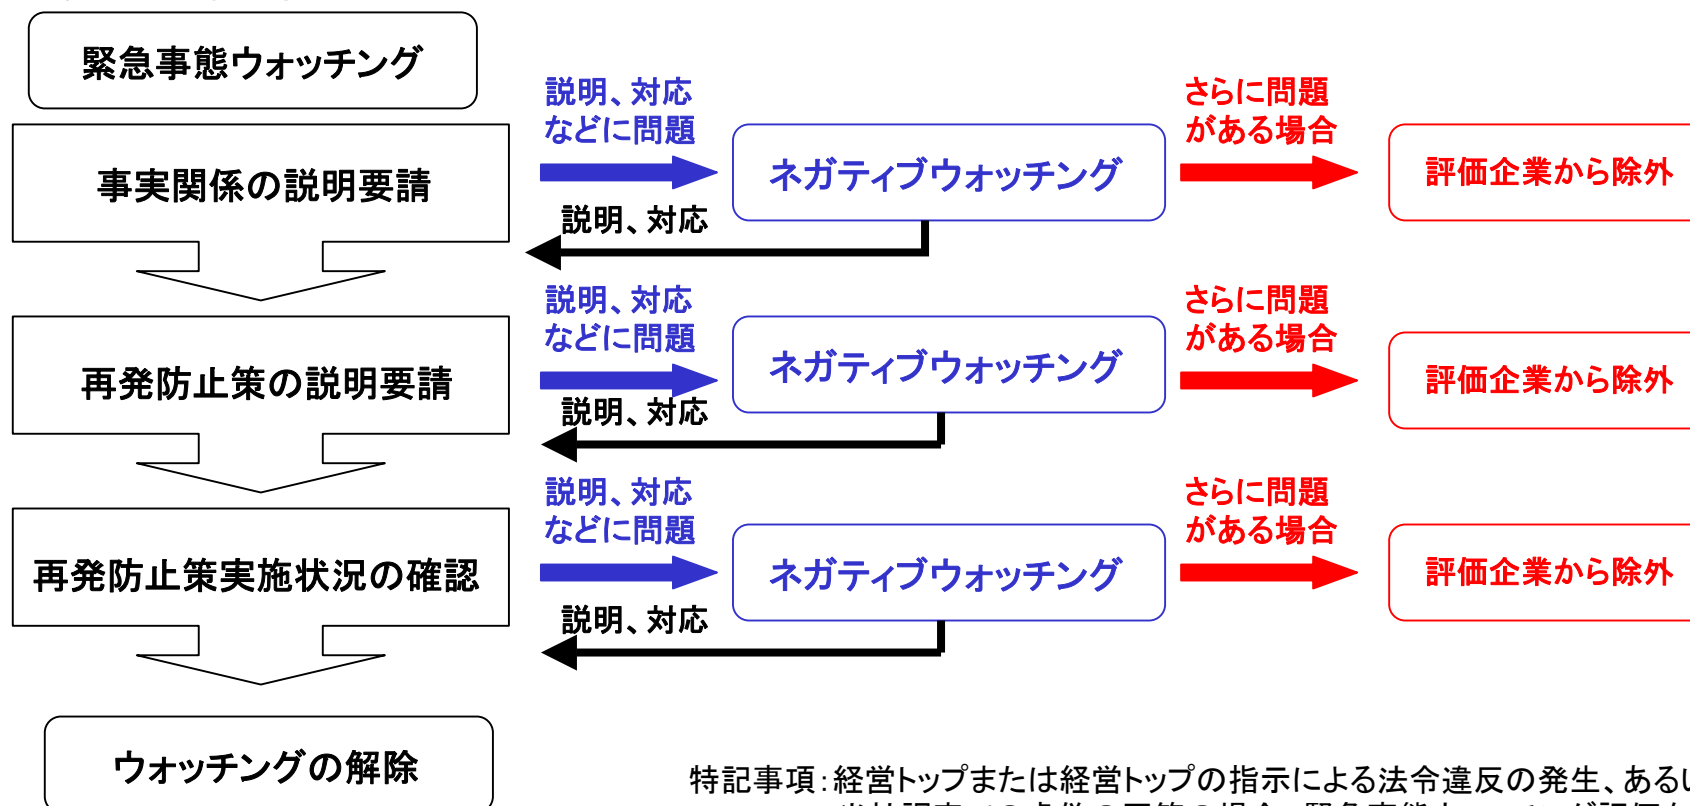 緊急事態ウォッチング
事実関係の説明要請
説明、対応
などに問題
ネガティブウォッチング
さらに問題
がある場合
評価企業から除外
説明、対応
再発防止策の説明要請
説明、対応
などに問題
ネガティブウォッチング
さらに問題
がある場合
評価企業から除外
説明、対応
再発防止策実施状況の確認
説明、対応
などに問題
ネガティブウォッチング
さらに問題
がある場合
評価企業から除外
説明、対応
ウォッチングの解除
特記事項：経営トップまたは経営トップの指示による法令違反の発生、ある